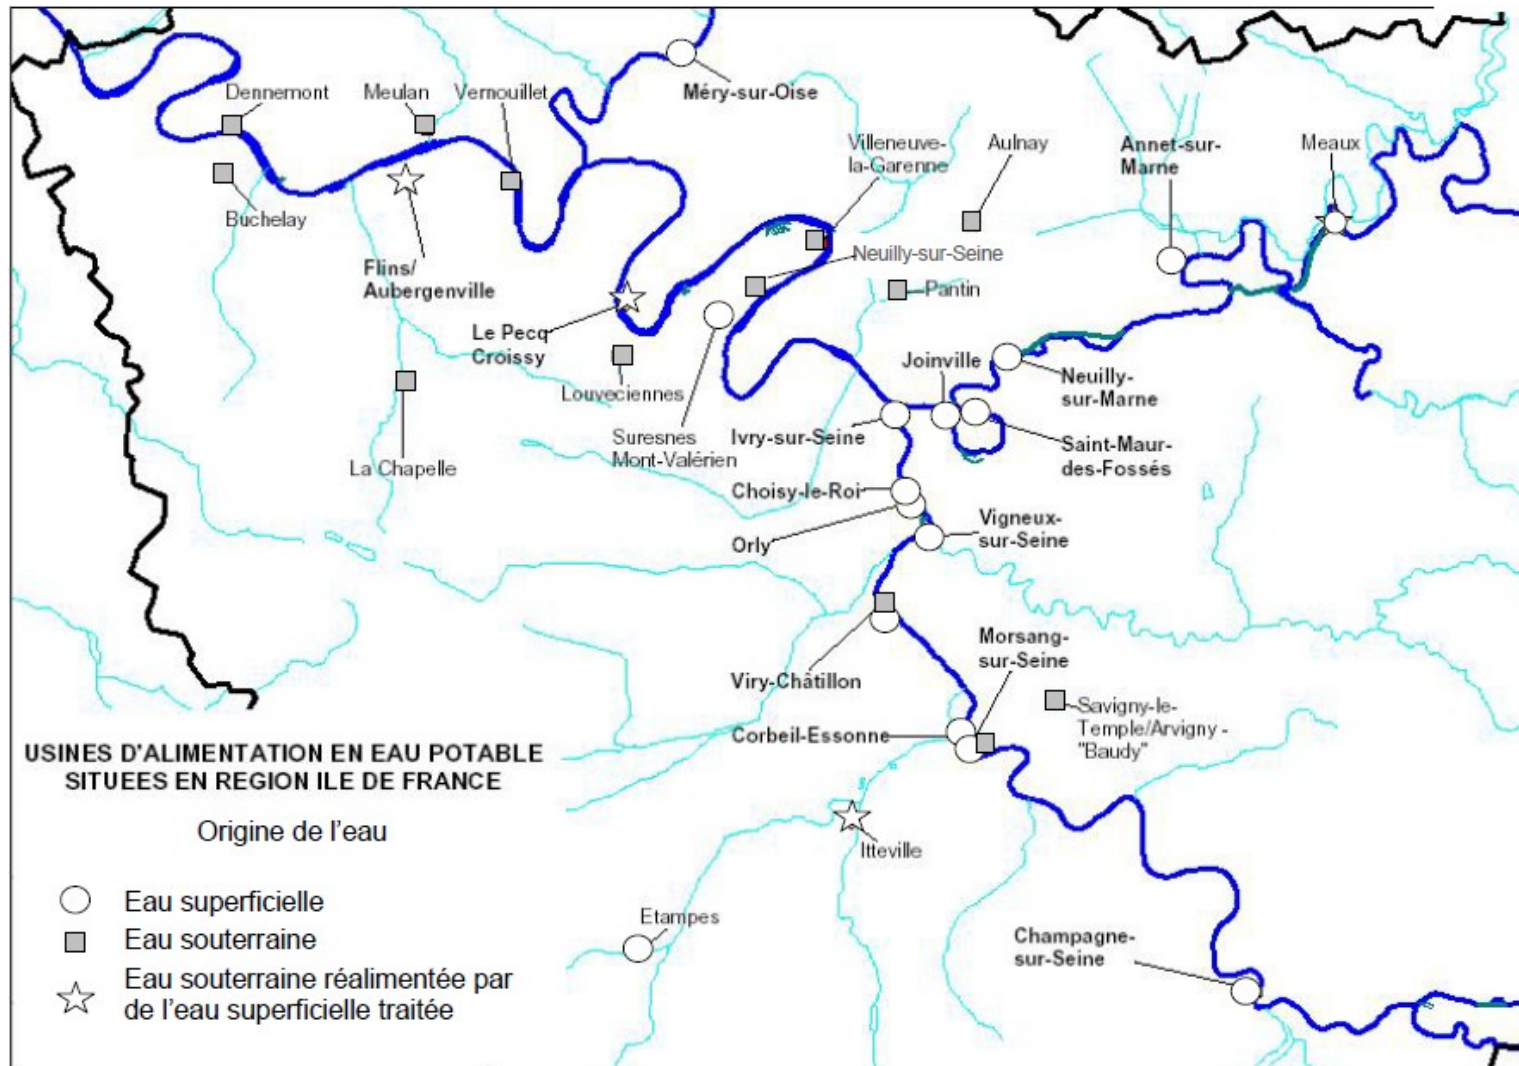 Dennemont
Meulan
Vernouillet
Méry-sur-Oise
Villeneuve-
la-Garenne
Aulnay
Annet-sur-
Marne
Meaux
Buchelay
Flins/
Aubergenville
Neuilly-sur-Seine
Pantin
Le Pecq
Croissy
Joinville
Neuilly-
sur-Marne
Louveciennes
Suresnes
Mont-Valérien
Ivry-sur-Seine
Saint-Maur-
des-Fossés
La Chapelle
Choisy-le-Roi
Orly
Vigneux-
sur-Seine
Morsang-
sur-Seine
Viry-Châtillon
Savigny-le-
Temple/Arvigny -
"Baudy"
Corbeil-Essonne
USINES D'ALIMENTATION EN EAU POTABLE
SITUEES EN REGION ILE DE FRANCE
Origine de l'eau
Itteville
Eau superficielle
Eau souterraine
Eau souterraine réalimentée par
de l'eau superficielle traitée
Etampes
Champagne-
sur-Seine